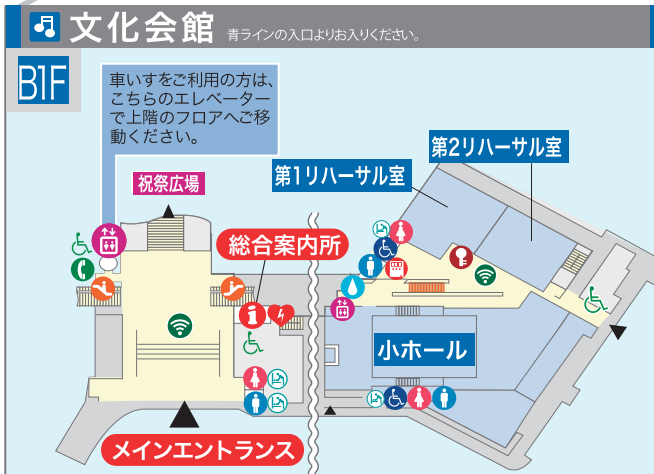 文化会館 青ラインの入口よりお入りください。
B1F
車いすをご利用の方は、
こちらのエレベーター
で上階のフロアへご移
動ください。
第2リハーサル室
第1リハーサル室
祝祭広場
総合案内所
小ホール
メインエントランス